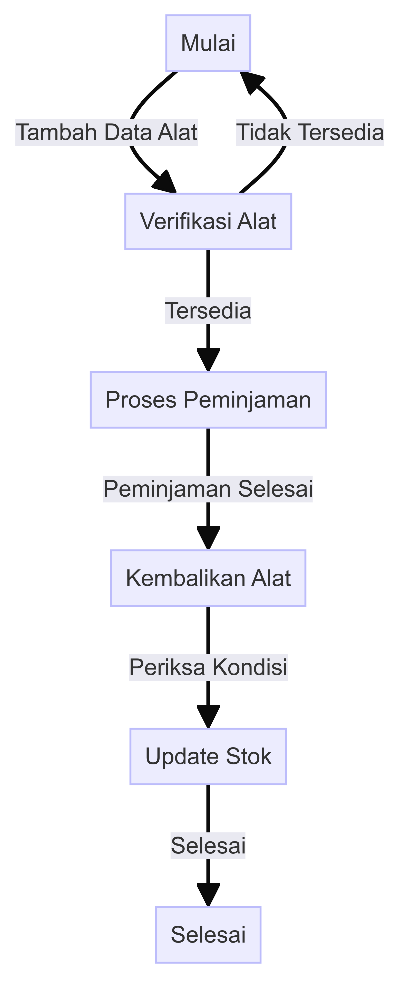 Mulai
Tambah Data Alat
Tidak Tersedia
Verifikasi Alat
Tersedia
Proses Peminjaman
Peminjaman Selesai
Kembalikan Alat
Periksa Kondisi
Update Stok
Selesai
Selesai